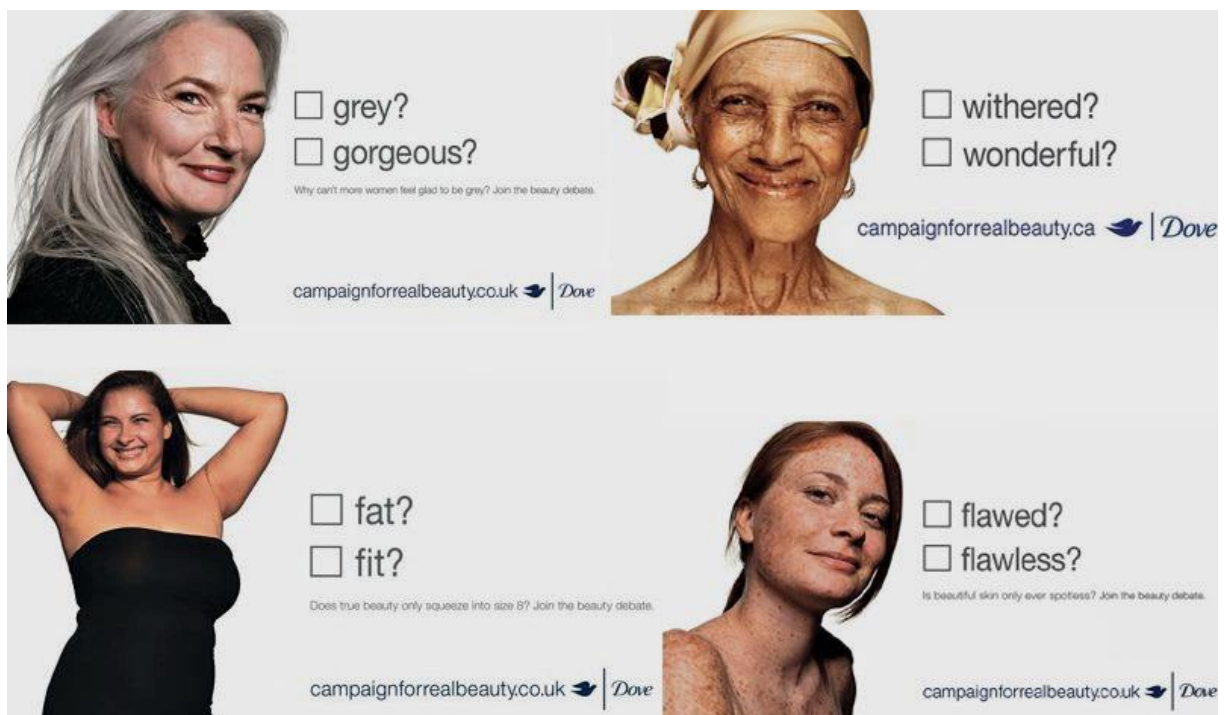 grey?
gorgeous?
Why can't more women feel glad to be grey? Join the beauty debate.
campaignforrealbeauty.co.uk Dove
withered?
wonderful?
campaignforrealbeauty.ca Dove
fat?
fit?
Does true beauty only squeeze into size 8? Join the beauty debate.
campaignforrealbeauty.co.uk Dove
flawed?
flawless?
Is beautiful skin only ever spotless? Join the beauty debate.
campaignforrealbeauty.co.uk Dove